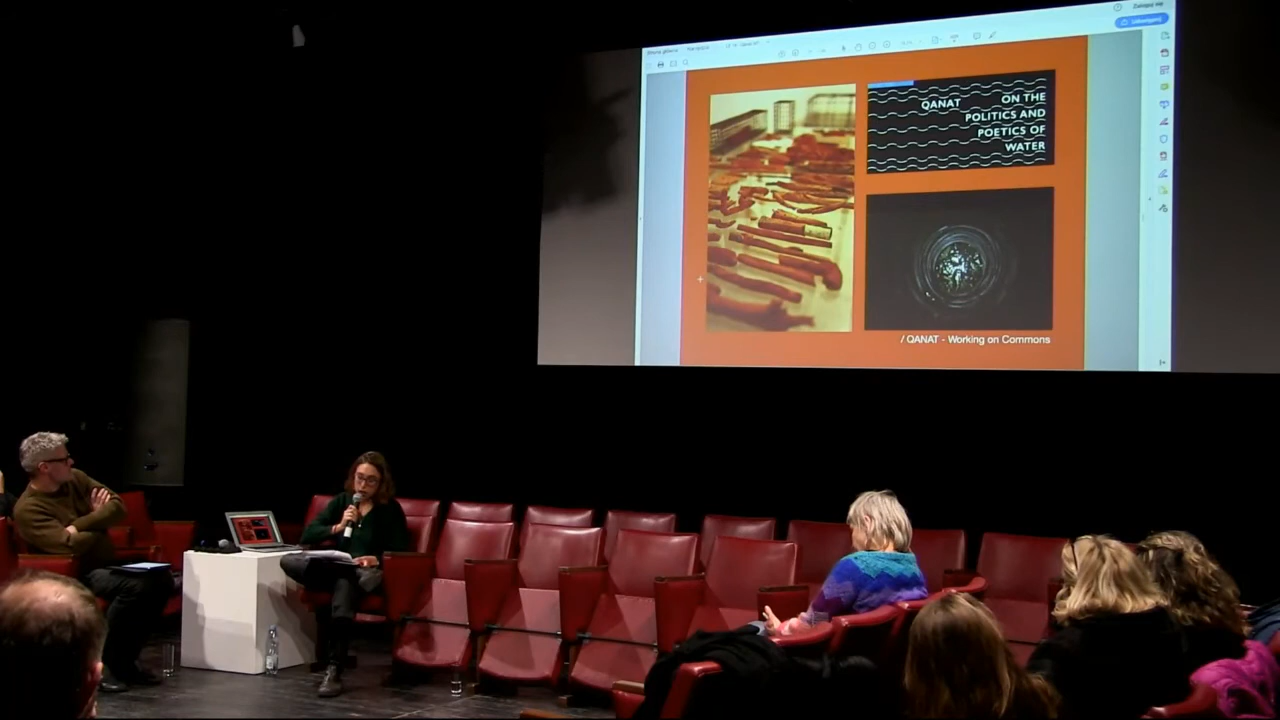 QANAT ON THE
POLITICS AND
POETICS OF
WATER
/ QANAT - Working on Commons